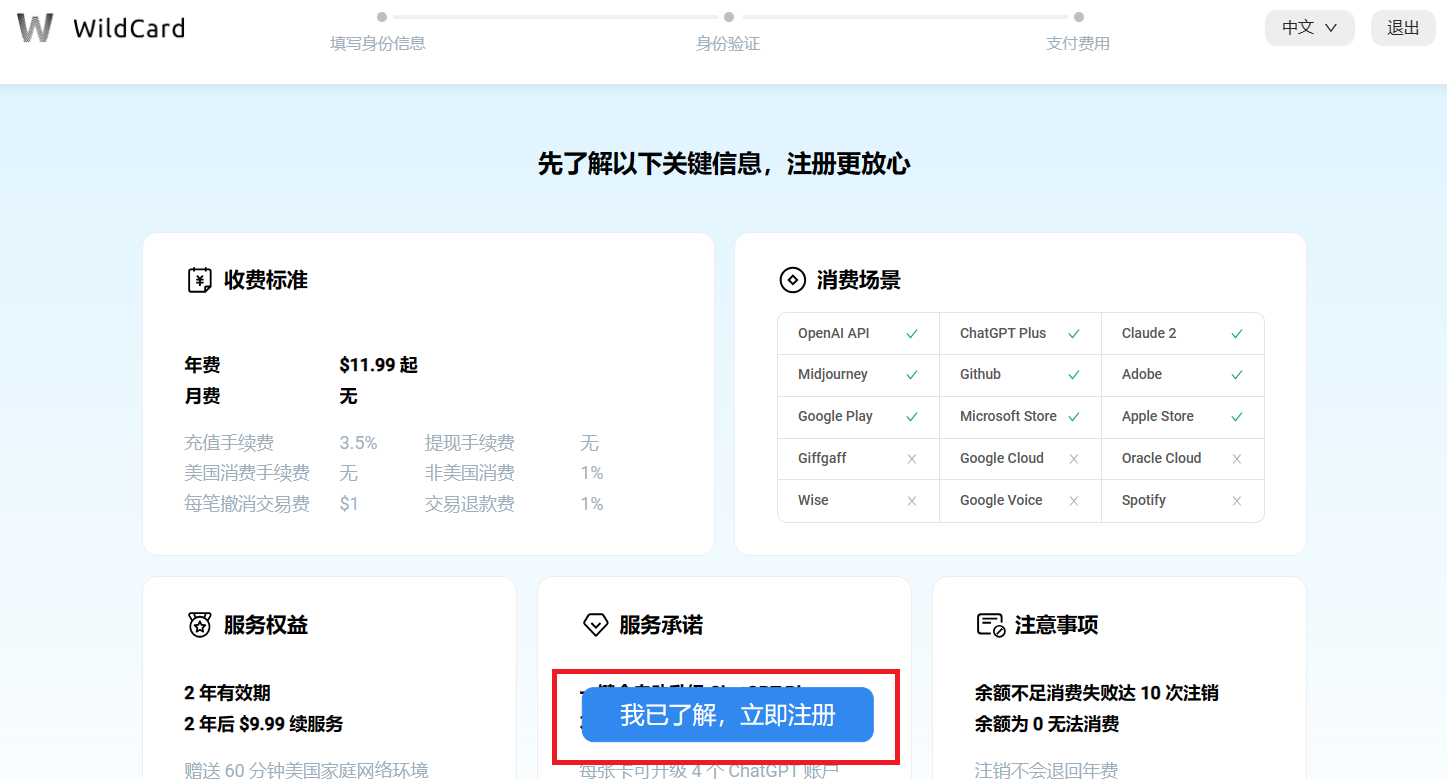 WildCard
填写身份信息
身份验证
支付费用
中文
退出
先了解以下关键信息，注册更放心
收费标准
年费 $11.99 起
月费 无
充值手续费 3.5% 提现手续费 无
美国消费手续费 无 非美国消费 1%
每笔撤消交易费 $1 交易退款费 1%
消费场景
OpenAI API ChatGPT Plus Claude 2
Midjourney Github Adobe
Google Play Microsoft Store Apple Store
Giffgaff Google Cloud Oracle Cloud
Wise Google Voice Spotify
服务权益
2 年有效期
2 年后 $9.99 续服务
赠送 60 分钟美国家庭网络环境
服务承诺
我已了解，立即注册
每张卡可升级 4 个 ChatGPT 账户
注意事项
余额不足消费失败达 10 次注销
余额为 0 无法消费
注销不会退回年费